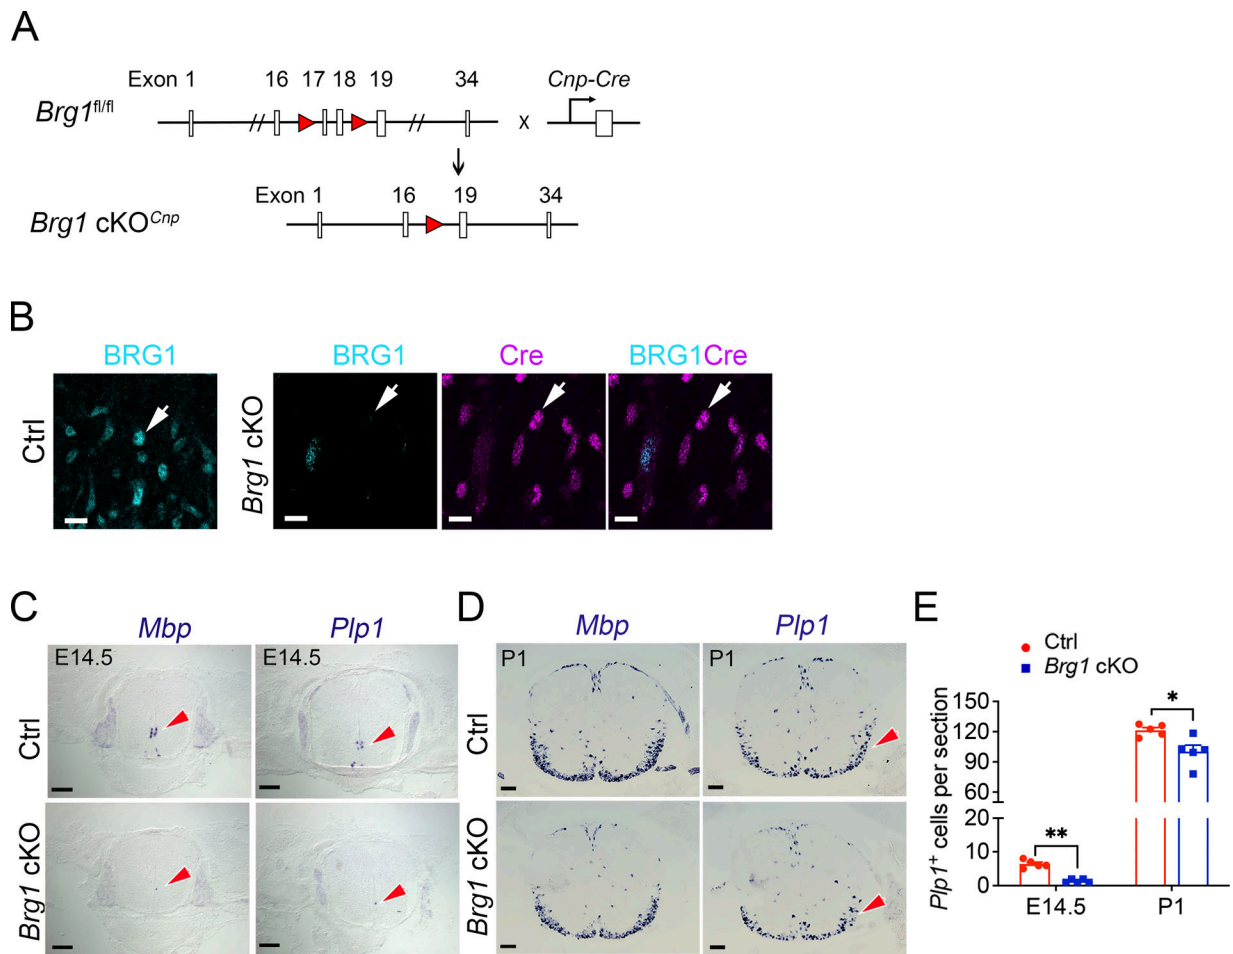 A
Exon 1 16 17 18 19 34 Cnp-Cre
Brg1fl/fl x
Exon 1 16 19 34
Brg1 cKOCnp
B
BRG1 BRG1 Cre BRG1Cre
Ctrl
Brg1 cKO
C
Mbp Plp1
E14.5 E14.5
Ctrl
Brg1 cKO
D
Mbp Plp1
P1 P1
Ctrl
Brg1 cKO
E
Ctrl
Brg1 cKO
Plp1+ cells per section
150
120
90
60
20
10
0
*
**
E14.5 P1